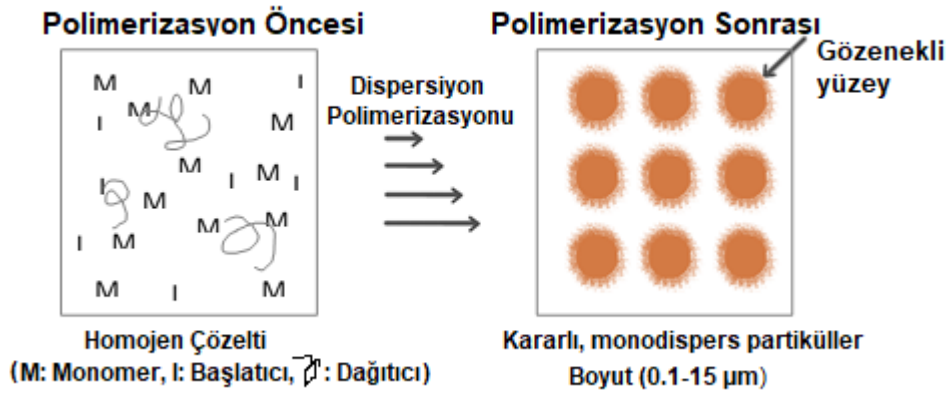 Polimerizasyon Öncesi
M
M
I
M
I
M
M
I
M
I
I
M
M
M
I
M
M
I
M
Homojen Çözelti
(M: Monomer, I: Başlatıcı, : Dağıtıcı)
Dispersiyon
Polimerizasyonu
Polimerizasyon Sonrası
Gözenekli
yüzey
Kararlı, monodispers partiküller
Boyut (0.1-15 µm)